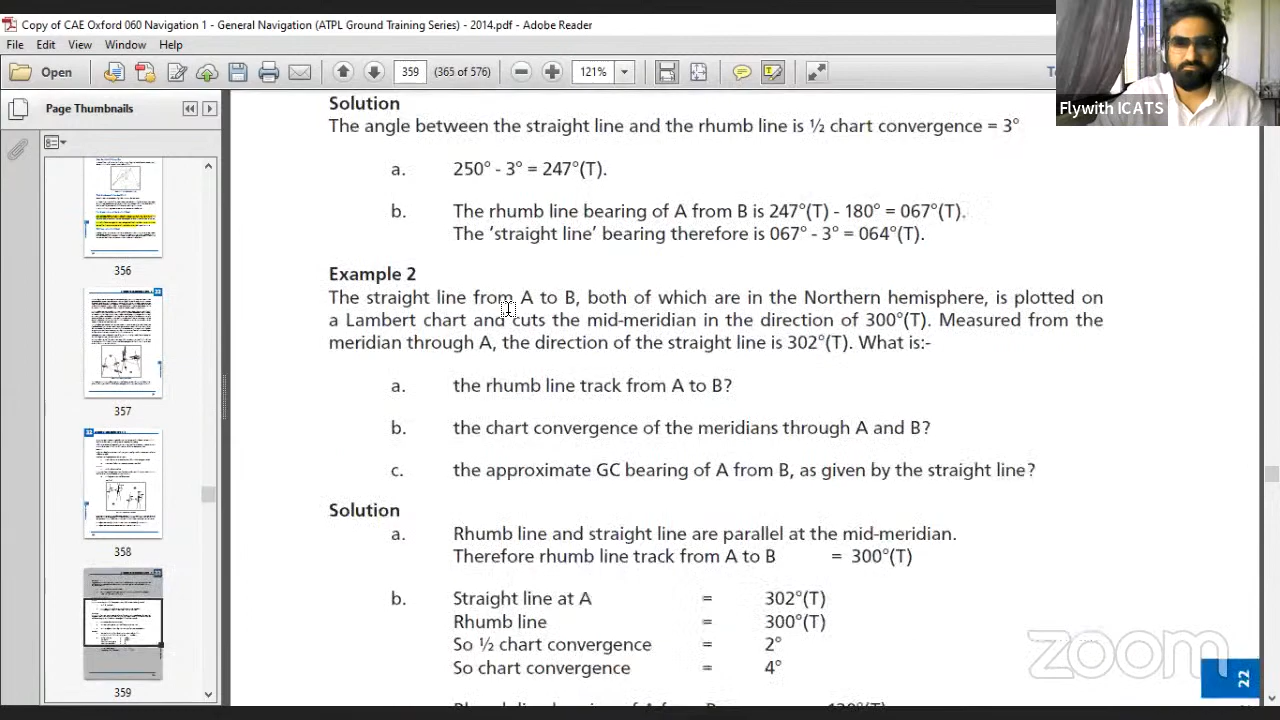 Copy of CAE Oxford 060 Navigation 1 - General Navigation (ATPL Ground Training Series) - 2014.pdf - Adobe Reader
File Edit View Window Help
Open 359 (365 of 576) 121%
Page Thumbnails
356
357
358
359
Flywith ICATS
Solution
The angle between the straight line and the rhumb line is ½ chart convergence = 3°
a. 250° - 3° = 247°(T).
b. The rhumb line bearing of A from B is 247°(T) - 180° = 067°(T).
The ‘straight line’ bearing therefore is 067° - 3° = 064°(T).
Example 2
The straight line from A to B, both of which are in the Northern hemisphere, is plotted on
a Lambert chart and cuts the mid-meridian in the direction of 300°(T). Measured from the
meridian through A, the direction of the straight line is 302°(T). What is:-
a. the rhumb line track from A to B?
b. the chart convergence of the meridians through A and B?
c. the approximate GC bearing of A from B, as given by the straight line?
Solution
a. Rhumb line and straight line are parallel at the mid-meridian.
Therefore rhumb line track from A to B = 300°(T)
b. Straight line at A = 302°(T)
Rhumb line = 300°(T)
So ½ chart convergence = 2°
So chart convergence = 4°
zoom
22